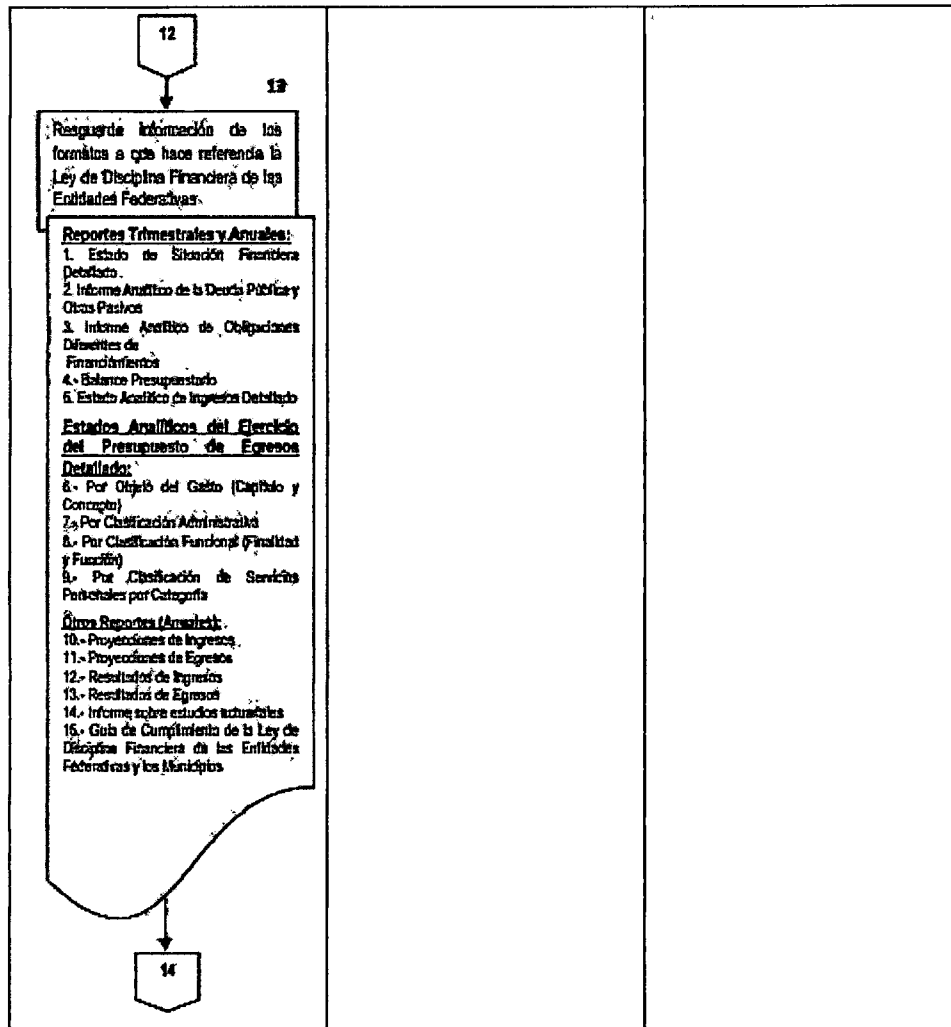 12
13
Resguarda información de los
formatos a que hace referencia la
Ley de Disciplina Financiera de las
Entidades Federativas.
Reportes Trimestrales y Anuales:
1. Estado de Situación Financiera
Detallado.
2. Informe Analítico de la Deuda Pública y
Otros Pasivos
3. Informe Analítico de Obligaciones
Diferentes de
Financiamientos
4.- Balance Presupuestado
5. Estado Analítico de Ingresos Detallado
Estados Analíticos del Ejercicio
del Presupuesto de Egresos
Detallado:
6.- Por Objeto del Gasto (Capítulo y
Concepto)
7.- Por Clasificación Administrativa
8.- Por Clasificación Funcional (Finalidad
y Función)
9.- Por Clasificación de Servicios
Personales por Categoría
Otros Reportes (Anuales):
10.- Proyecciones de Ingresos
11.- Proyecciones de Egresos
12.- Resultados de Ingresos
13.- Resultados de Egresos
14.- Informe sobre estudios actuariales
15.- Guía de Cumplimiento de la Ley de
Disciplina Financiera de las Entidades
Federativas y los Municipios
14